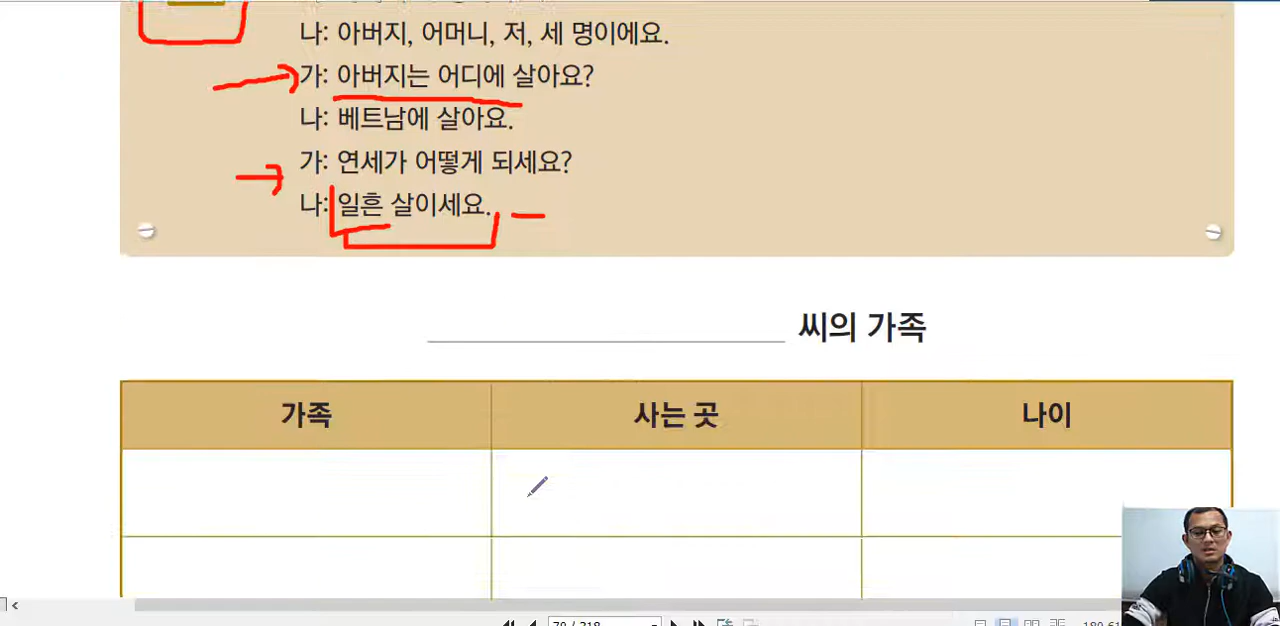 나: 아버지, 어머니, 저, 세 명이에요.
가: 아버지는 어디에 살아요?
나: 베트남에 살아요.
가: 연세가 어떻게 되세요?
나: 일흔 살이세요.
씨의 가족
가족 사는 곳 나이